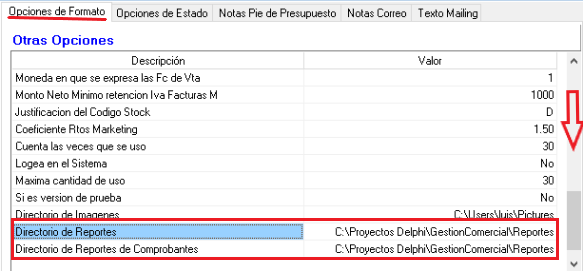 Opciones de Formato Opciones de Estado Notas Pie de Presupuesto Notas Correo Texto Mailing
Otras Opciones
Descripción Valor
Moneda en que se expresa las Fc de Vta 1
Monto Neto Minimo retencion Iva Facturas M 1000
Justificacion del Codigo Stock D
Coeficiente Rtos Marketing 1.50
Cuenta las veces que se uso 30
Logea en el Sistema No
Maxima cantidad de uso 30
Si es version de prueba No
Directorio de Imagenes C:\Users\luis\Pictures
Directorio de Reportes C:\Proyectos Delphi\GestionComercial\Reportes
Directorio de Reportes de Comprobantes C:\Proyectos Delphi\GestionComercial\Reportes